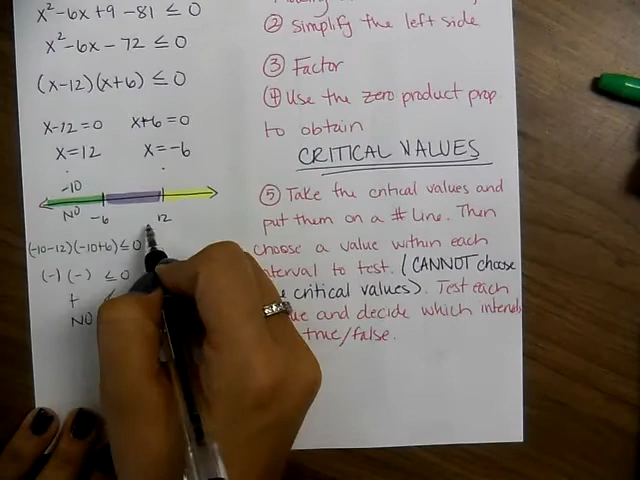 x² - 6x + 9 - 81 ≤ 0
x² - 6x - 72 ≤ 0
(x-12)(x+6) ≤ 0
x-12=0 x+6=0
x=12 x=-6
-10
NO -6 12
(-10-12)(-10+6) ≤ 0
(-)(-) ≤ 0
+ ≤
NO
② Simplify the left side
③ Factor
④ Use the zero product prop
to obtain
CRITICAL VALUES
⑤ Take the critical values and
put them on a # line. Then
choose a value within each
interval to test. (CANNOT choose
critical values). Test each
and decide which intervals
true/false.